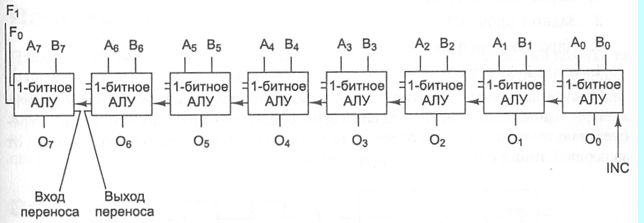 F1
F0
A7 B7 A6 B6 A5 B5 A4 B4 A3 B3 A2 B2 A1 B1 A0 B0
1-битное АЛУ 1-битное АЛУ 1-битное АЛУ 1-битное АЛУ 1-битное АЛУ 1-битное АЛУ 1-битное АЛУ 1-битное АЛУ
O7 O6 O5 O4 O3 O2 O1 O0
INC
Вход переноса
Выход переноса